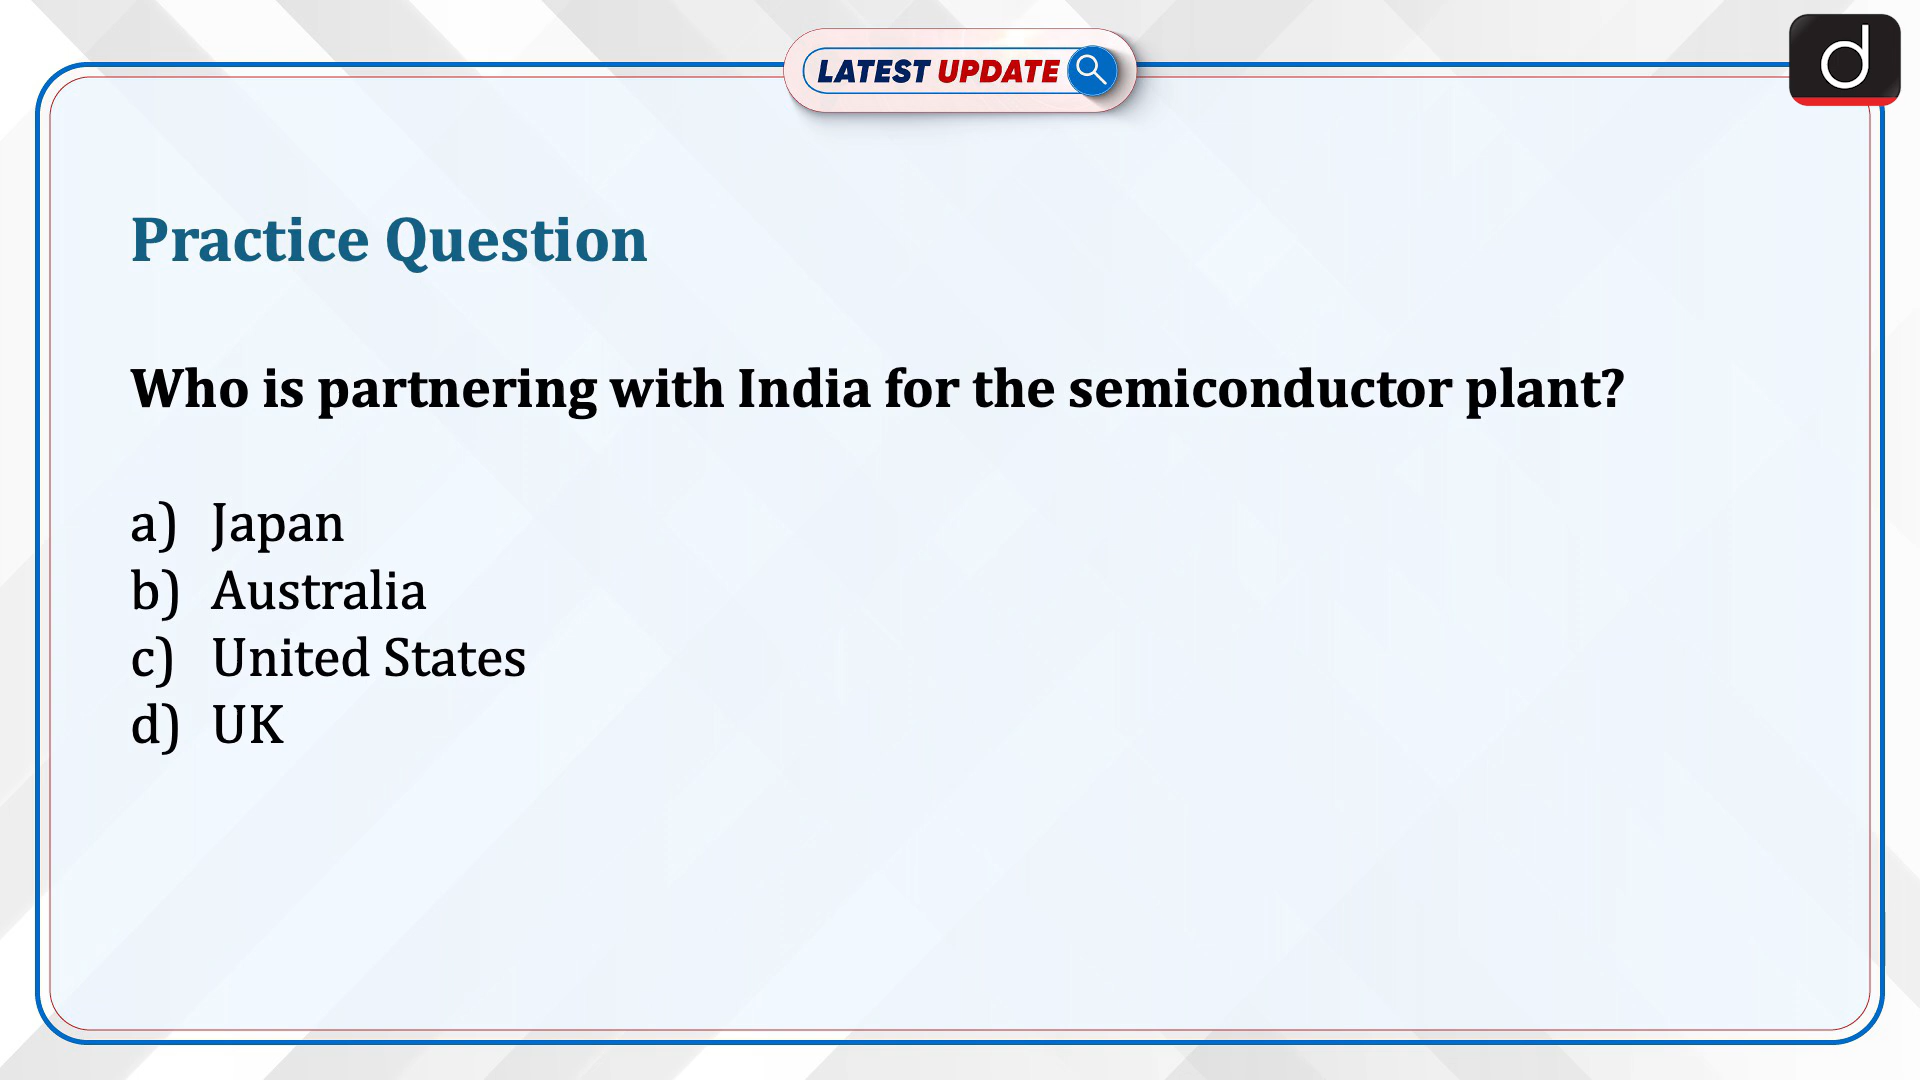 LATEST UPDATE
d
Practice Question
Who is partnering with India for the semiconductor plant?
a) Japan
b) Australia
c) United States
d) UK